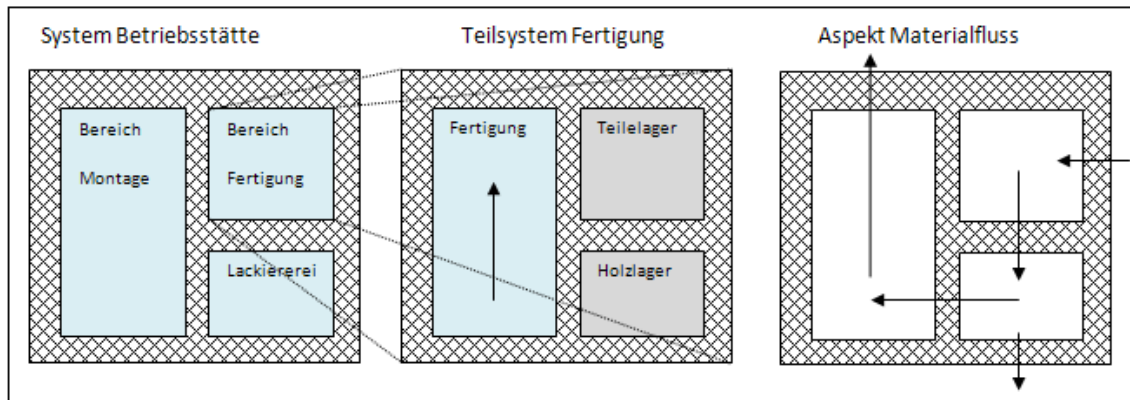 System Betriebsstätte
Teilsystem Fertigung
Aspekt Materialfluss
Bereich
Montage
Bereich
Fertigung
Lackiererei
Fertigung
Teilelager
Holzlager